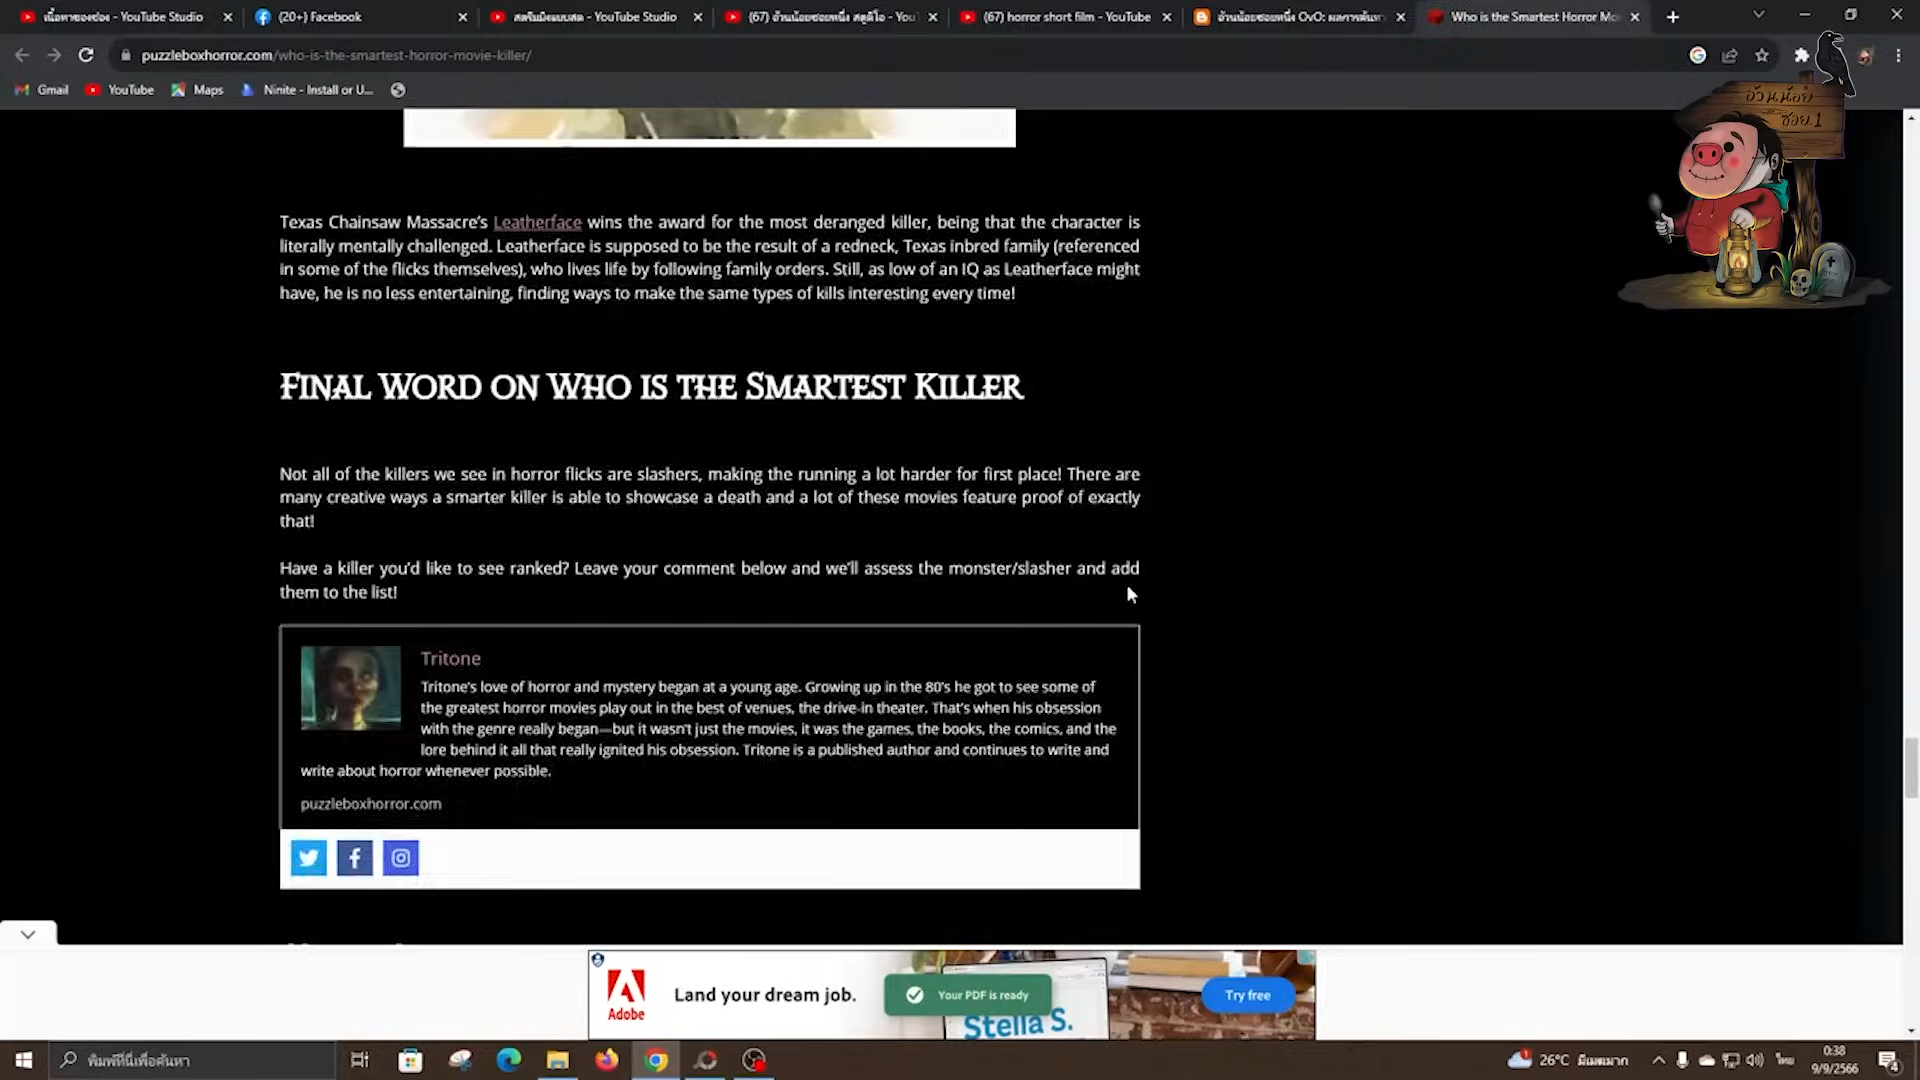 เนื้อหาของช่อง - YouTube Studio
(20+) Facebook
สตรีมมิงแบบสด - YouTube Studio
(67) อ้วนน้อยซอยหนึ่ง สตูดิโอ - You
(67) horror short film - YouTube
อ้วนน้อยซอยหนึ่ง OvO: ผลการค้นหา
Who is the Smartest Horror Mo
puzzleboxhorror.com/who-is-the-smartest-horror-movie-killer/
Gmail
YouTube
Maps
Ninite - Install or U...
อ้วนน้อย
ซอย 1
Texas Chainsaw Massacre's Leatherface wins the award for the most deranged killer, being that the character is
literally mentally challenged. Leatherface is supposed to be the result of a redneck, Texas inbred family (referenced
in some of the flicks themselves), who lives life by following family orders. Still, as low of an IQ as Leatherface might
have, he is no less entertaining, finding ways to make the same types of kills interesting every time!
FINAL WORD ON WHO IS THE SMARTEST KILLER
Not all of the killers we see in horror flicks are slashers, making the running a lot harder for first place! There are
many creative ways a smarter killer is able to showcase a death and a lot of these movies feature proof of exactly
that!
Have a killer you'd like to see ranked? Leave your comment below and we'll assess the monster/slasher and add
them to the list!
Tritone
Tritone's love of horror and mystery began at a young age. Growing up in the 80's he got to see some of
the greatest horror movies play out in the best of venues, the drive-in theater. That's when his obsession
with the genre really began—but it wasn't just the movies, it was the games, the books, the comics, and the
lore behind it all that really ignited his obsession. Tritone is a published author and continues to write and
write about horror whenever possible.
puzzleboxhorror.com
Adobe
Land your dream job.
Your PDF is ready
Stella S.
Try free
พิมพ์ที่นี่เพื่อค้นหา
26°C มีเมฆมาก
ไทย
0:38
9/9/2566
4